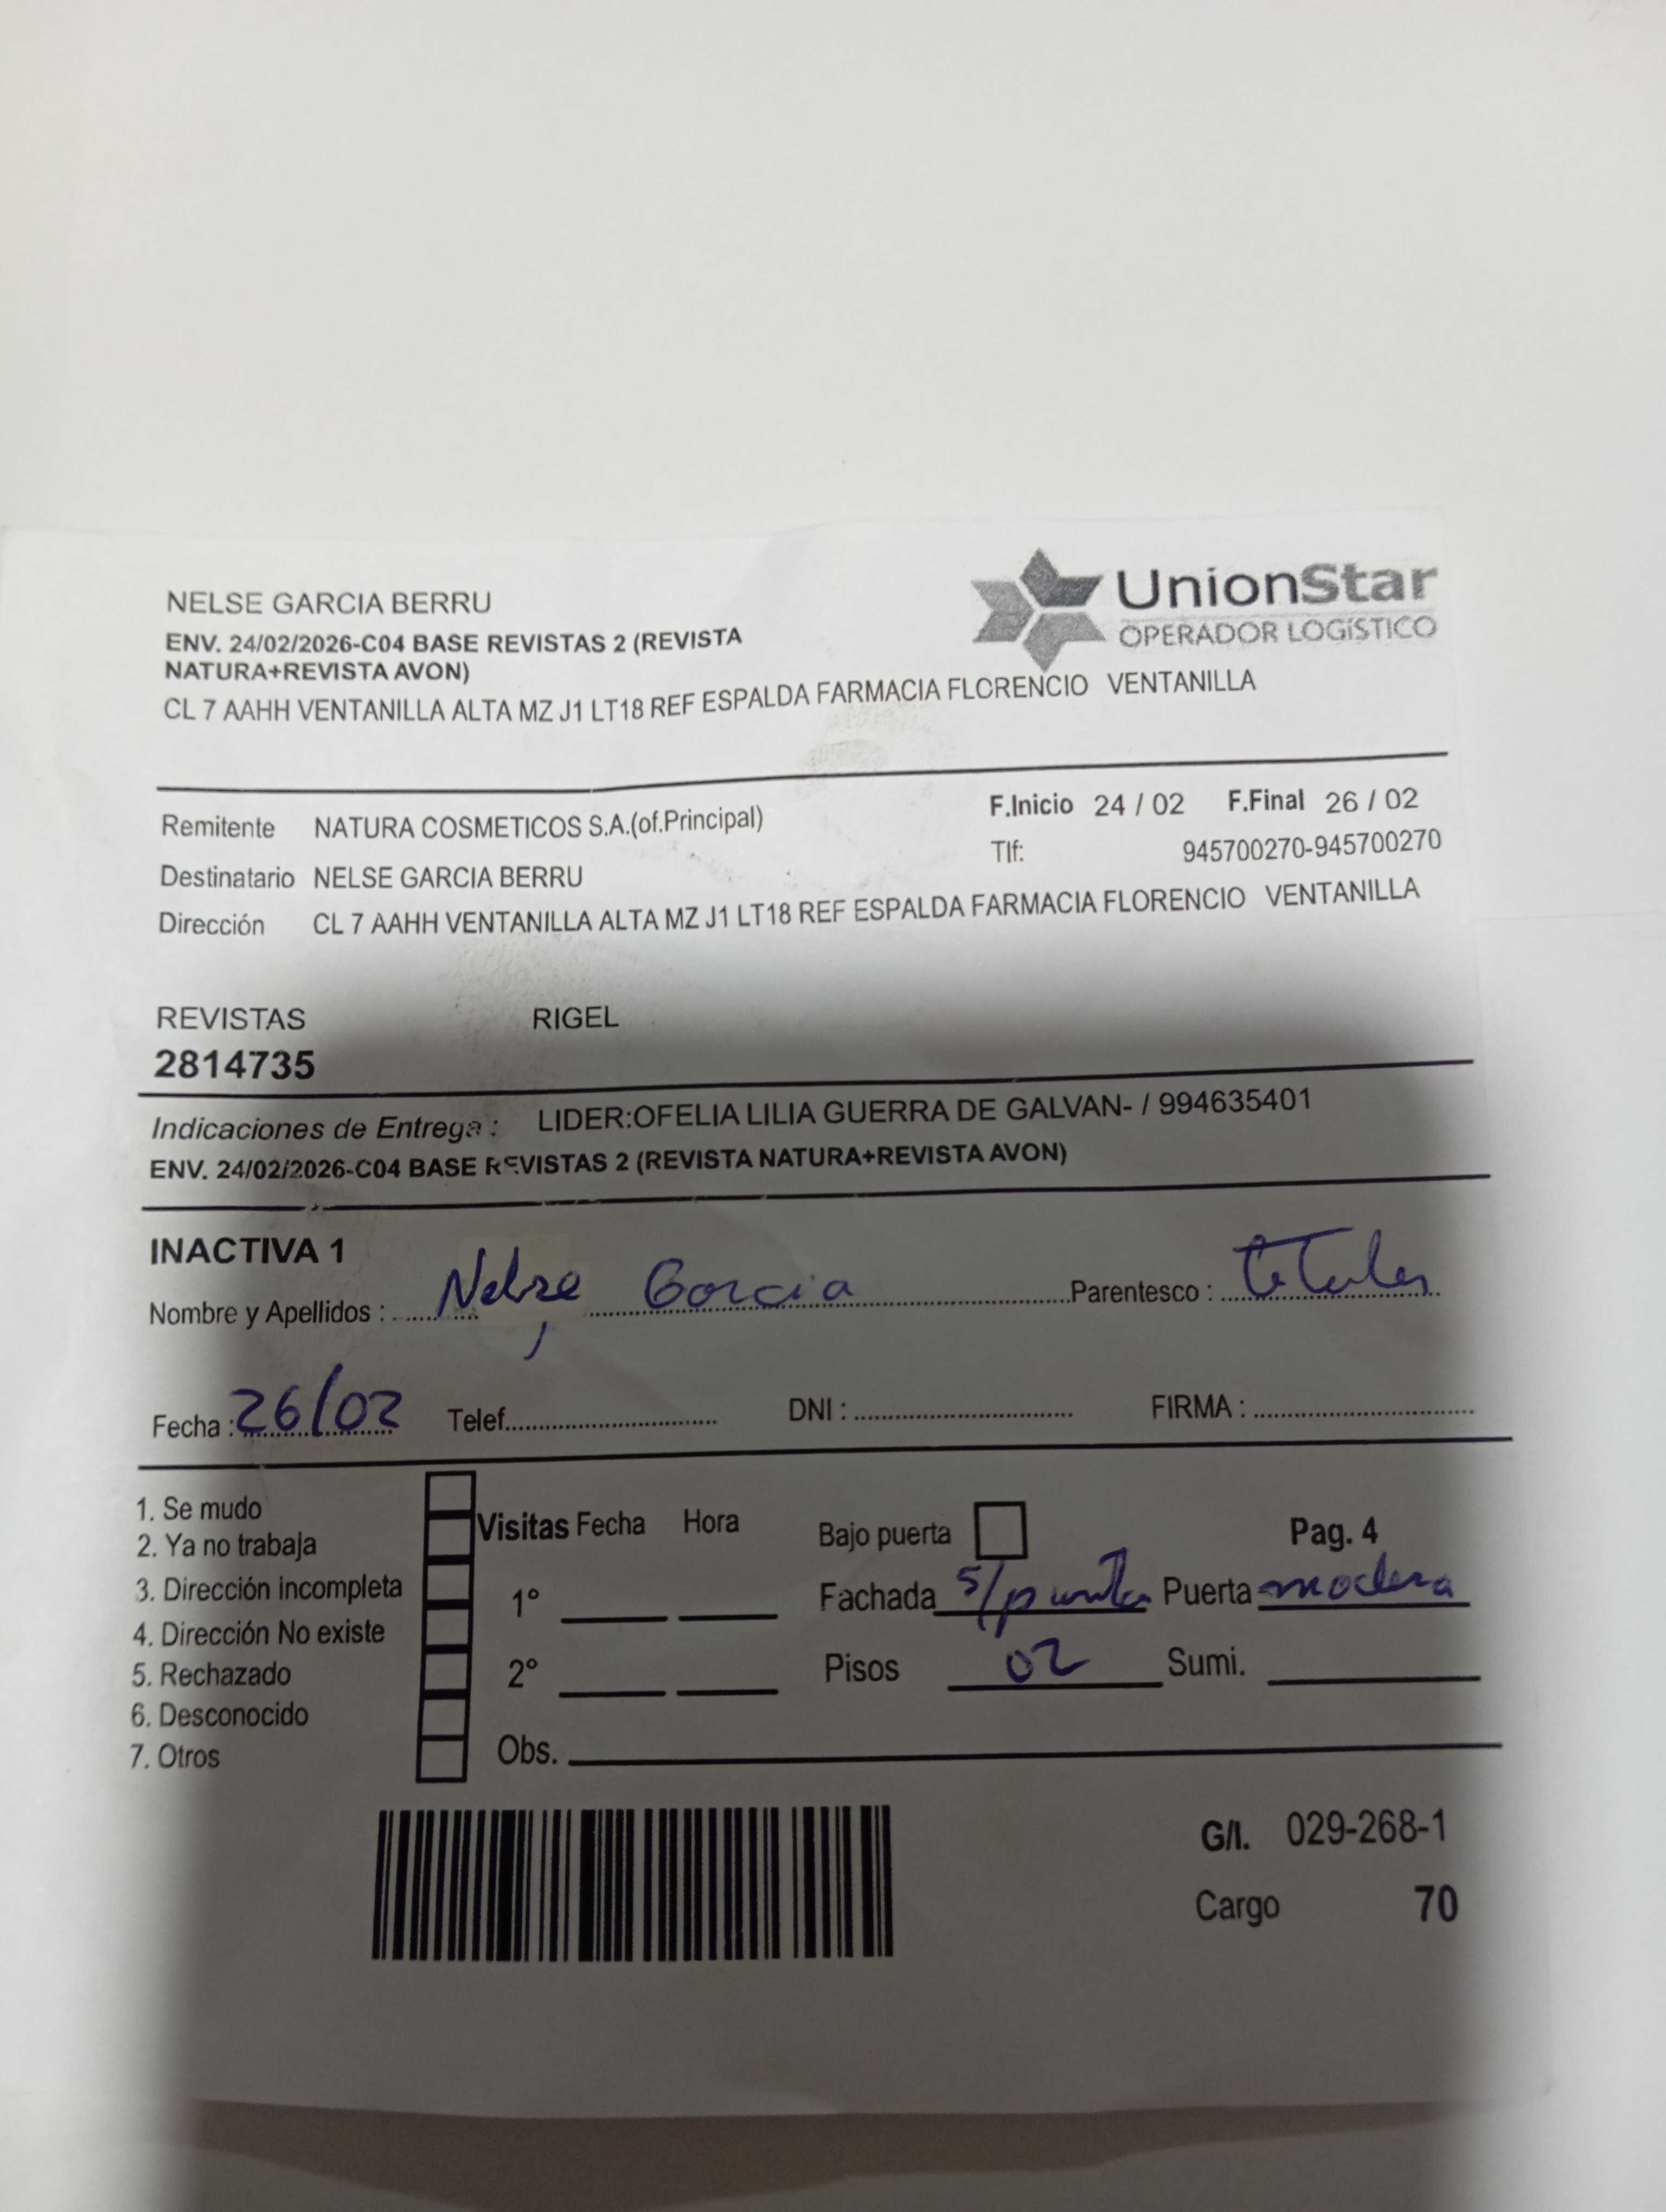 NELSE GARCIA BERRU
UnionStar
OPERADOR LOGÍSTICO
ENV. 24/02/2026-C04 BASE REVISTAS 2 (REVISTA
NATURA+REVISTA AVON)
CL 7 AAHH VENTANILLA ALTA MZ J1 LT18 REF ESPALDA FARMACIA FLORENCIO VENTANILLA
Remitente NATURA COSMETICOS S.A.(of.Principal) F.Inicio 24 / 02 F.Final 26 / 02
Tlf: 945700270-945700270
Destinatario NELSE GARCIA BERRU
Dirección CL 7 AAHH VENTANILLA ALTA MZ J1 LT18 REF ESPALDA FARMACIA FLORENCIO VENTANILLA
REVISTAS RIGEL
2814735
Indicaciones de Entrega : LIDER:OFELIA LILIA GUERRA DE GALVAN- / 994635401
ENV. 24/02/2026-C04 BASE REVISTAS 2 (REVISTA NATURA+REVISTA AVON)
INACTIVA 1
Nombre y Apellidos : Nelse Garcia Parentesco : titular
Fecha : 26/02 Telef. DNI : FIRMA :
1. Se mudo
2. Ya no trabaja
3. Dirección incompleta
4. Dirección No existe
5. Rechazado
6. Desconocido
7. Otros
Visitas Fecha Hora
1°
2°
Obs.
Bajo puerta Pag. 4
Fachada s/ Puerta madera
Pisos 02 Sumi.
G/I. 029-268-1
Cargo 70